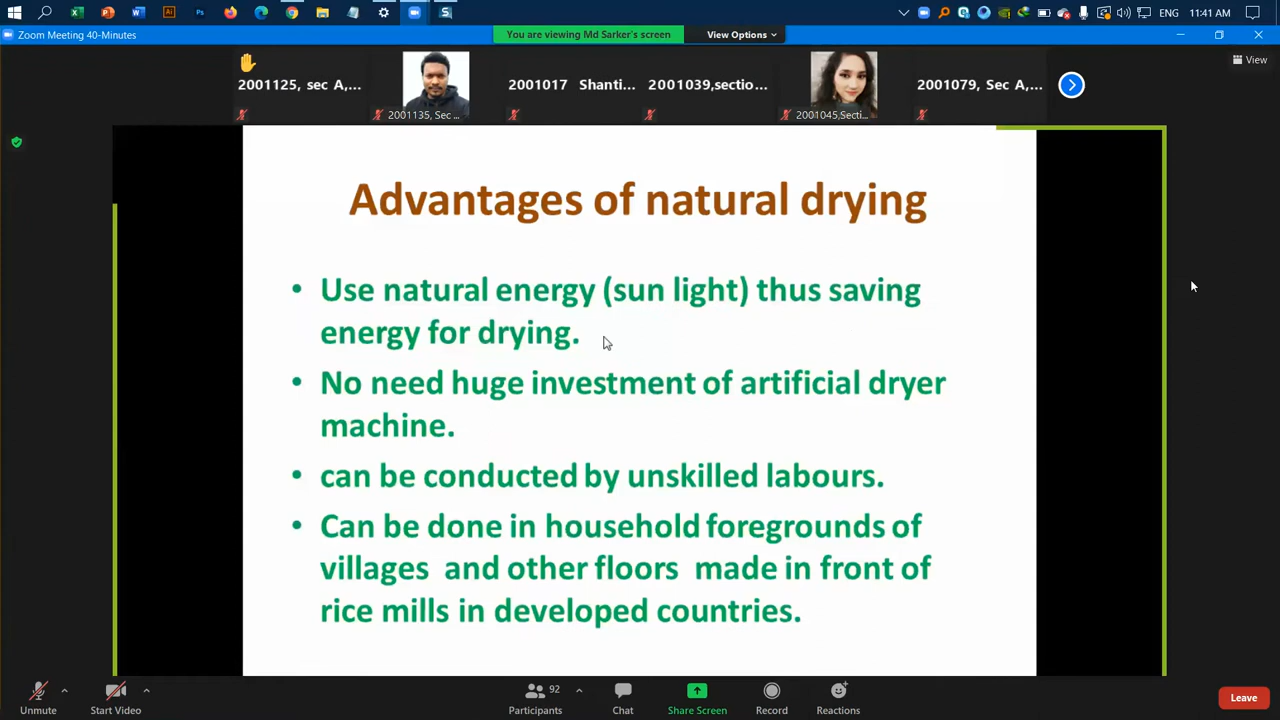 ENG 11:41 AM
Zoom Meeting 40-Minutes
You are viewing Md Sarker's screen
View Options
View
2001125, sec A,...
2001017 Shanti...
2001039,sectio...
2001079, Sec A,...
2001135, Sec ...
2001045,Secti...
Advantages of natural drying
• Use natural energy (sun light) thus saving
energy for drying.
• No need huge investment of artificial dryer
machine.
• can be conducted by unskilled labours.
• Can be done in household foregrounds of
villages and other floors made in front of
rice mills in developed countries.
Unmute
Start Video
92
Participants
Chat
Share Screen
Record
Reactions
Leave